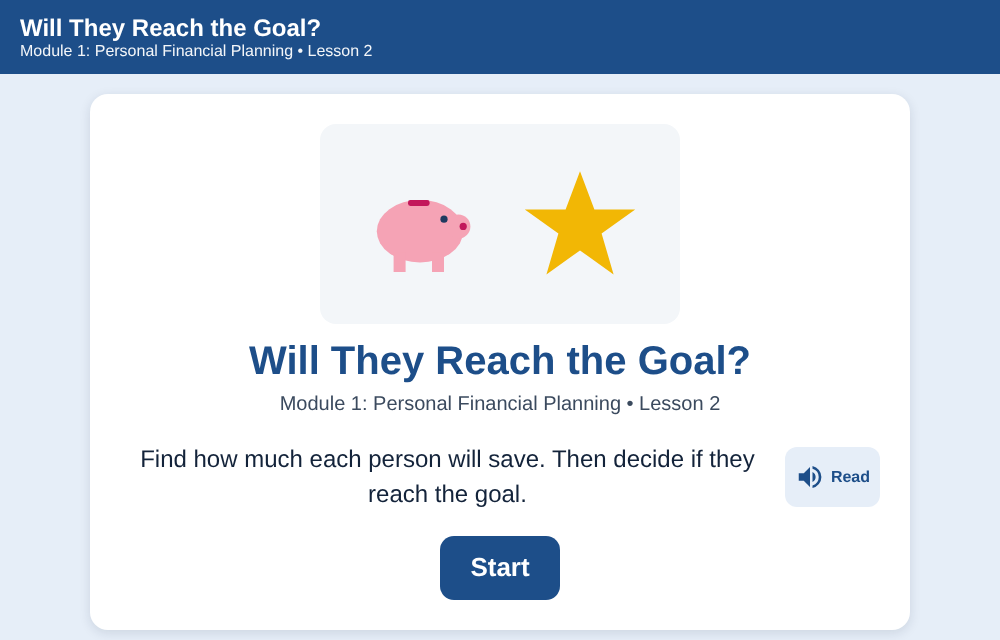 Will They Reach the Goal?
Module 1: Personal Financial Planning • Lesson 2
Will They Reach the Goal?
Module 1: Personal Financial Planning • Lesson 2
Find how much each person will save. Then decide if they
reach the goal.
Read
Start